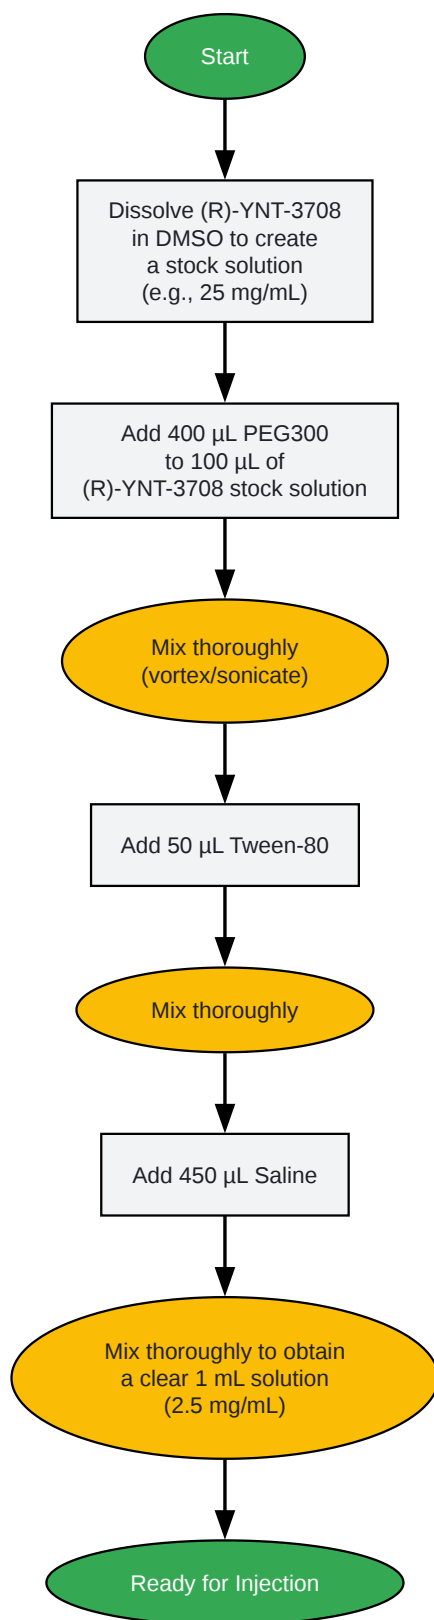 Start
Dissolve (R)-YNT-3708
in DMSO to create
a stock solution
(e.g., 25 mg/mL)
Add 400 µL PEG300
to 100 µL of
(R)-YNT-3708 stock solution
Mix thoroughly
(vortex/sonicate)
Add 50 µL Tween-80
Mix thoroughly
Add 450 µL Saline
Mix thoroughly to obtain
a clear 1 mL solution
(2.5 mg/mL)
Ready for Injection